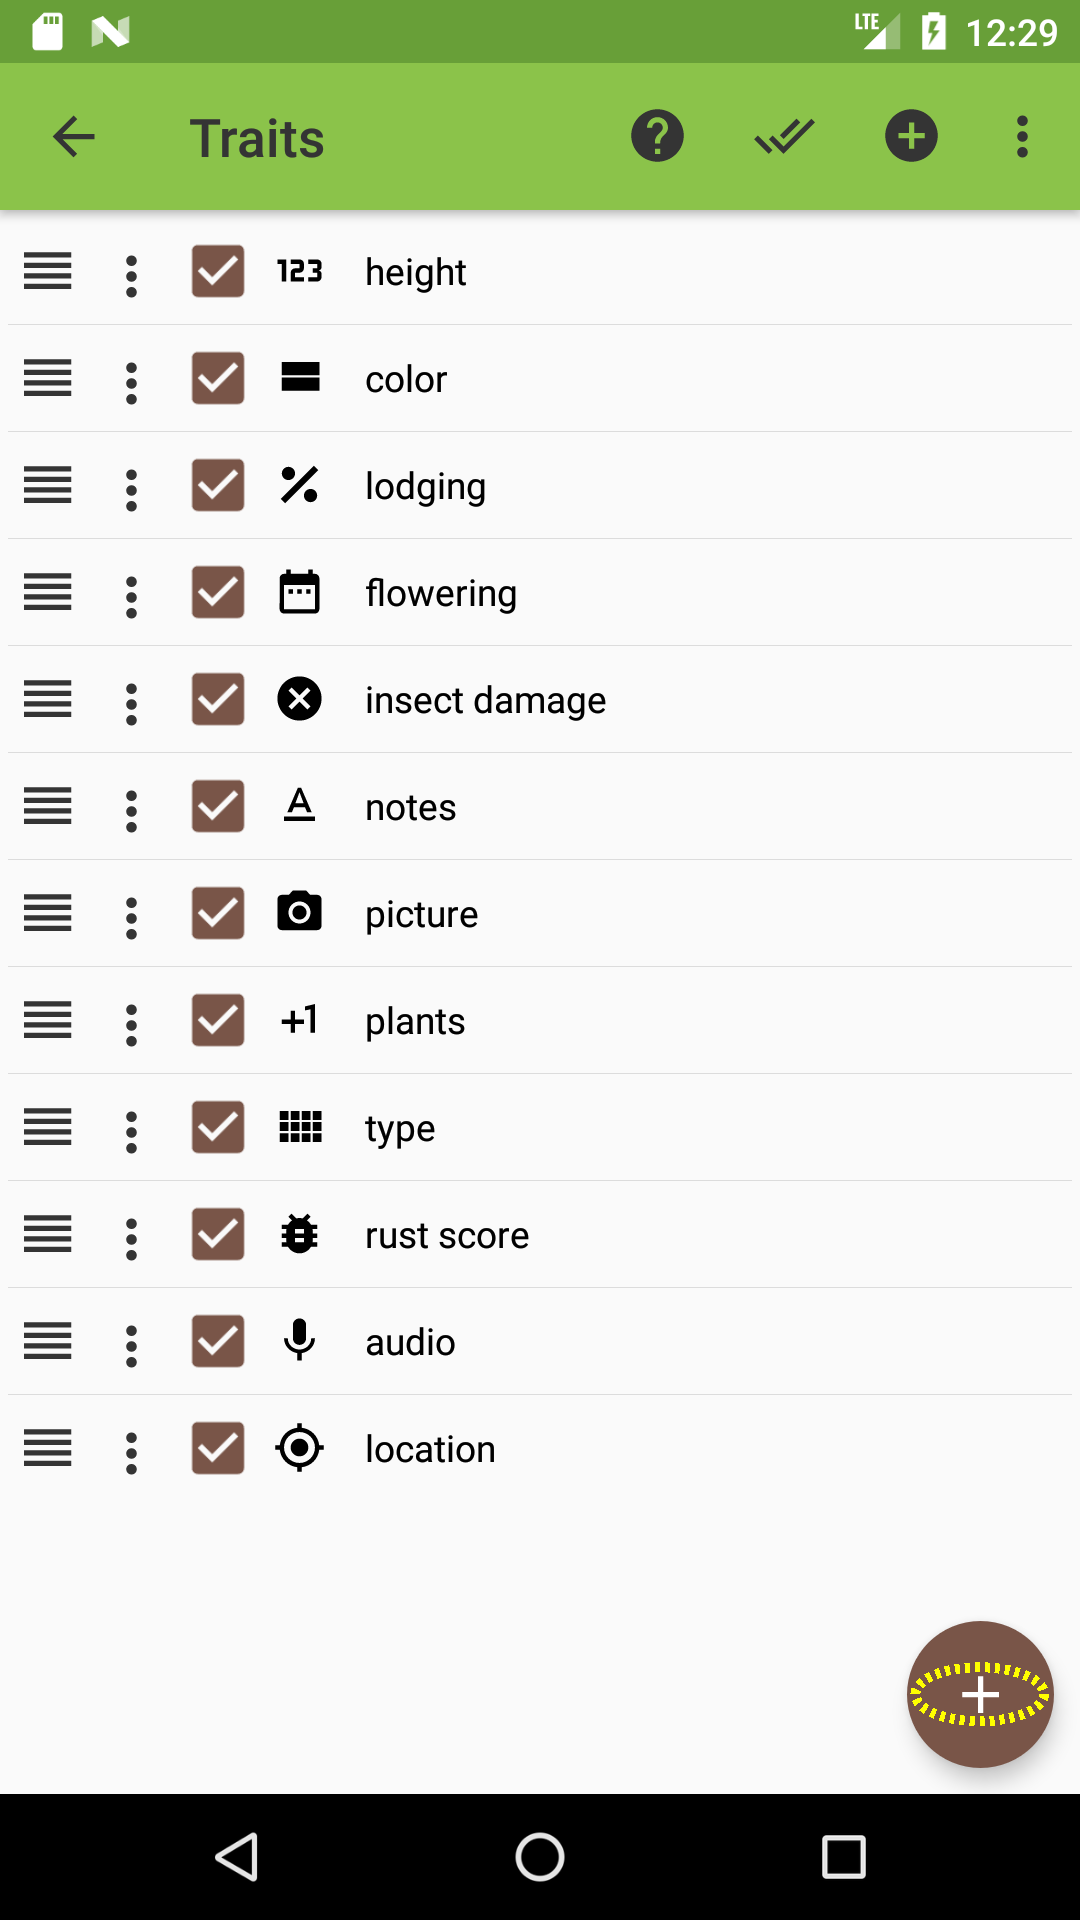 LTE 12:29
Traits
123 height
color
lodging
flowering
insect damage
A notes
picture
+1 plants
type
rust score
audio
location